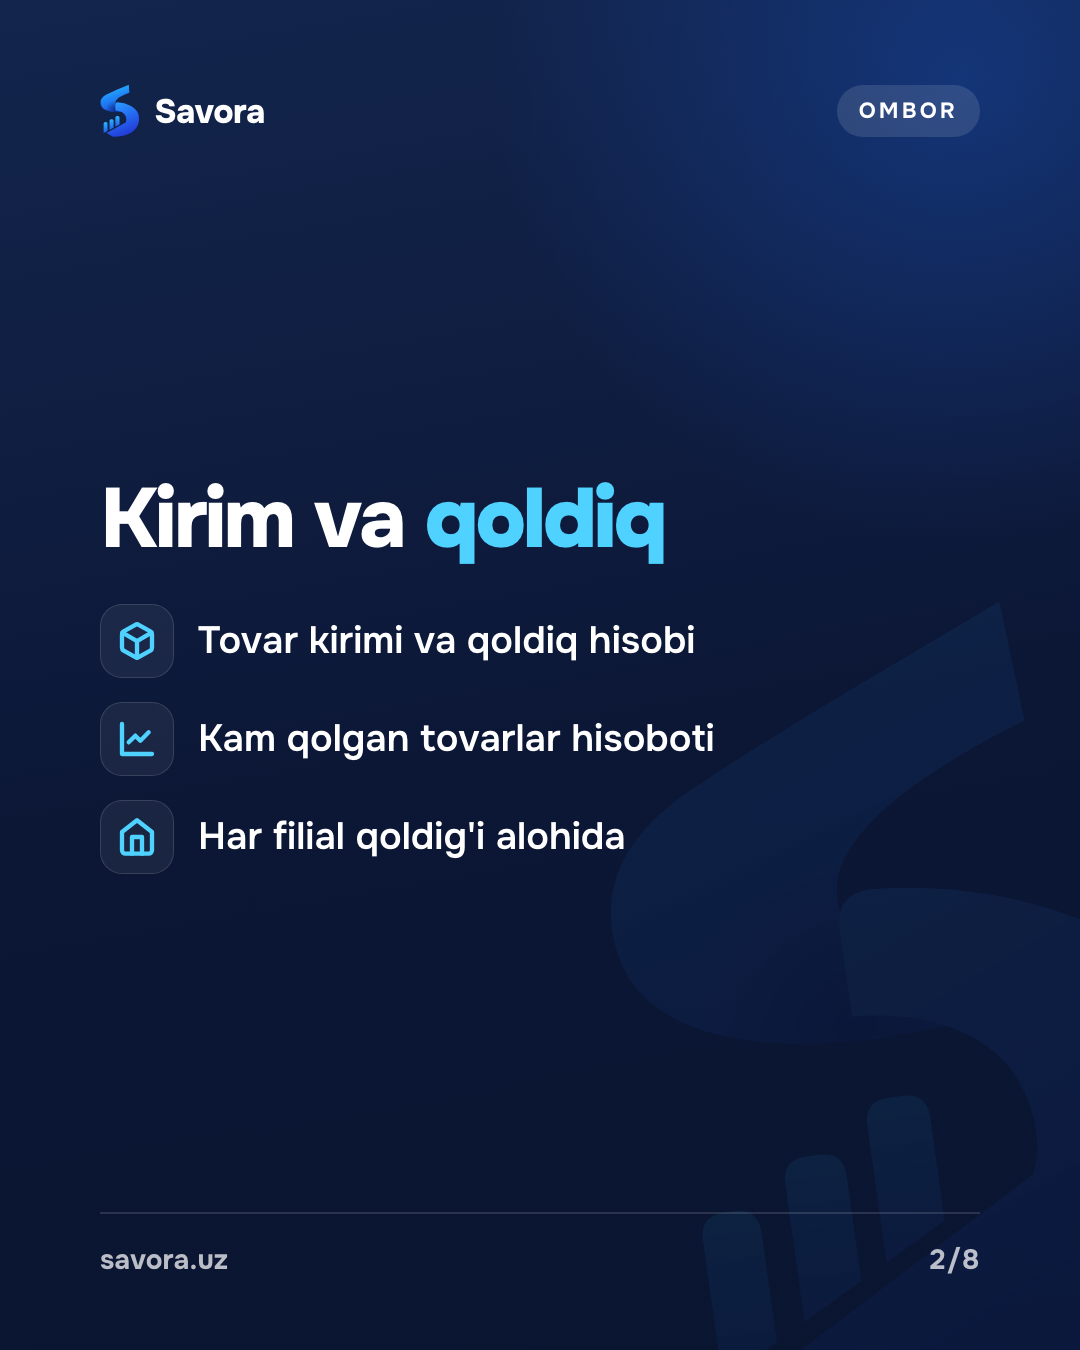 Savora
OMBOR
Kirim va qoldiq
Tovar kirimi va qoldiq hisobi
Kam qolgan tovarlar hisoboti
Har filial qoldig'i alohida
savora.uz
2/8